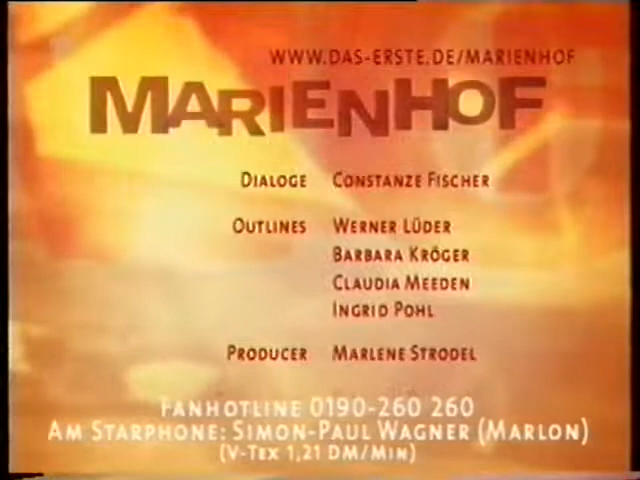 WWW.DAS-ERSTE.DE/MARIENHOF
MARIENHOF
DIALOGE CONSTANZE FISCHER
OUTLINES WERNER LÜDER
BARBARA KRÖGER
CLAUDIA MEEDEN
INGRID POHL
PRODUCER MARLENE STRODEL
FANHOTLINE 0190-260 260
AM STARPHONE: SIMON-PAUL WAGNER (MARLON)
(V-TEX 1,21 DM/MIN)